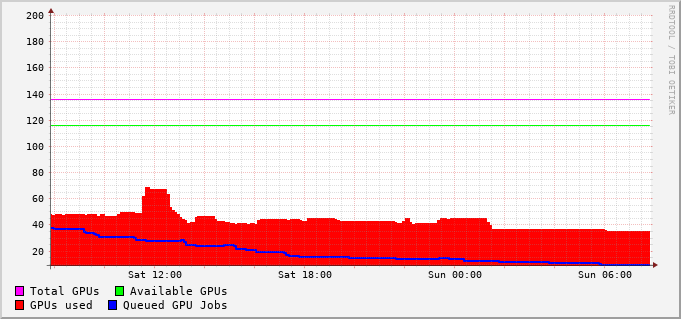 200
180
160
140
120
100
80
60
40
20
Sat 12:00 Sat 18:00 Sun 00:00 Sun 06:00
Total GPUs Available GPUs
GPUs used Queued GPU Jobs
RRDTOOL / TOBI OETIKER